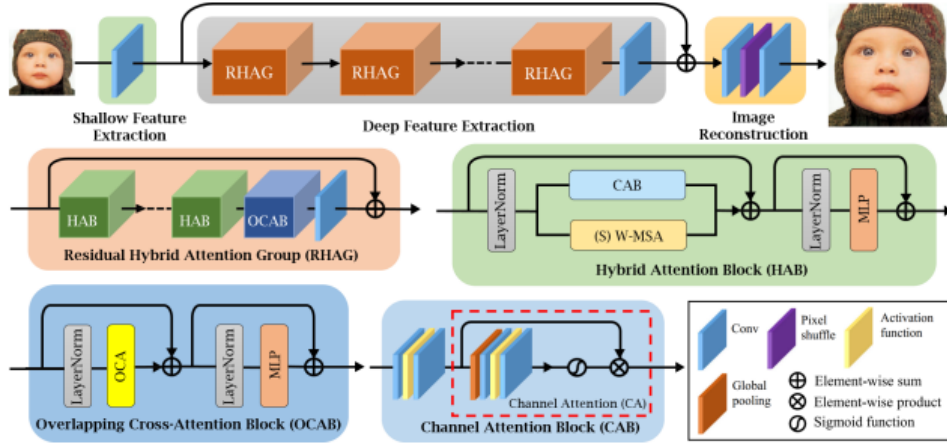 RHAG
RHAG
RHAG
Shallow Feature
Extraction
Deep Feature Extraction
Image
Reconstruction
HAB
HAB
OCAB
Residual Hybrid Attention Group (RHAG)
LayerNorm
CAB
(S) W-MSA
LayerNorm
MLP
Hybrid Attention Block (HAB)
LayerNorm
OCA
LayerNorm
MLP
Overlapping Cross-Attention Block (OCAB)
Channel Attention (CA)
Channel Attention Block (CAB)
Conv
Pixel
shuffle
Activation
function
Global
pooling
Element-wise sum
Element-wise product
Sigmoid function